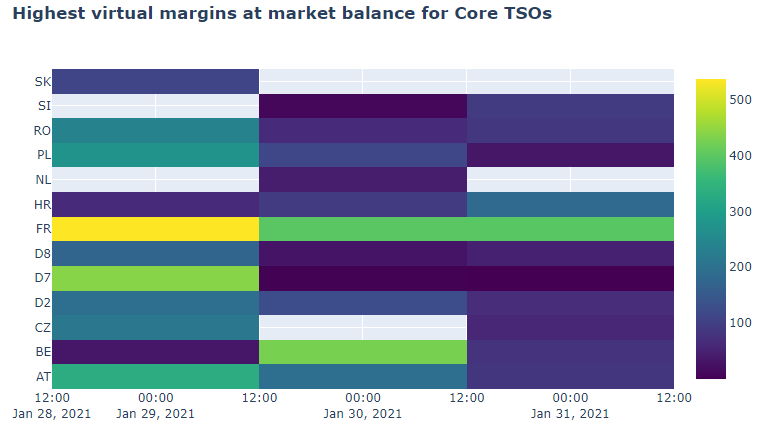 Highest virtual margins at market balance for Core TSOs
SK
SI
RO
PL
NL
HR
FR
D8
D7
D2
CZ
BE
AT
500
400
300
200
100
12:00 00:00 12:00 00:00 12:00 00:00 12:00
Jan 28, 2021 Jan 29, 2021 Jan 30, 2021 Jan 31, 2021